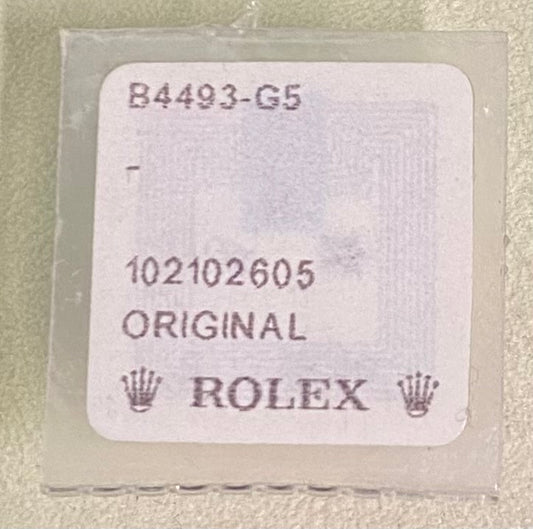 B4493-G5
-
102102605
ORIGINAL
ROLEX